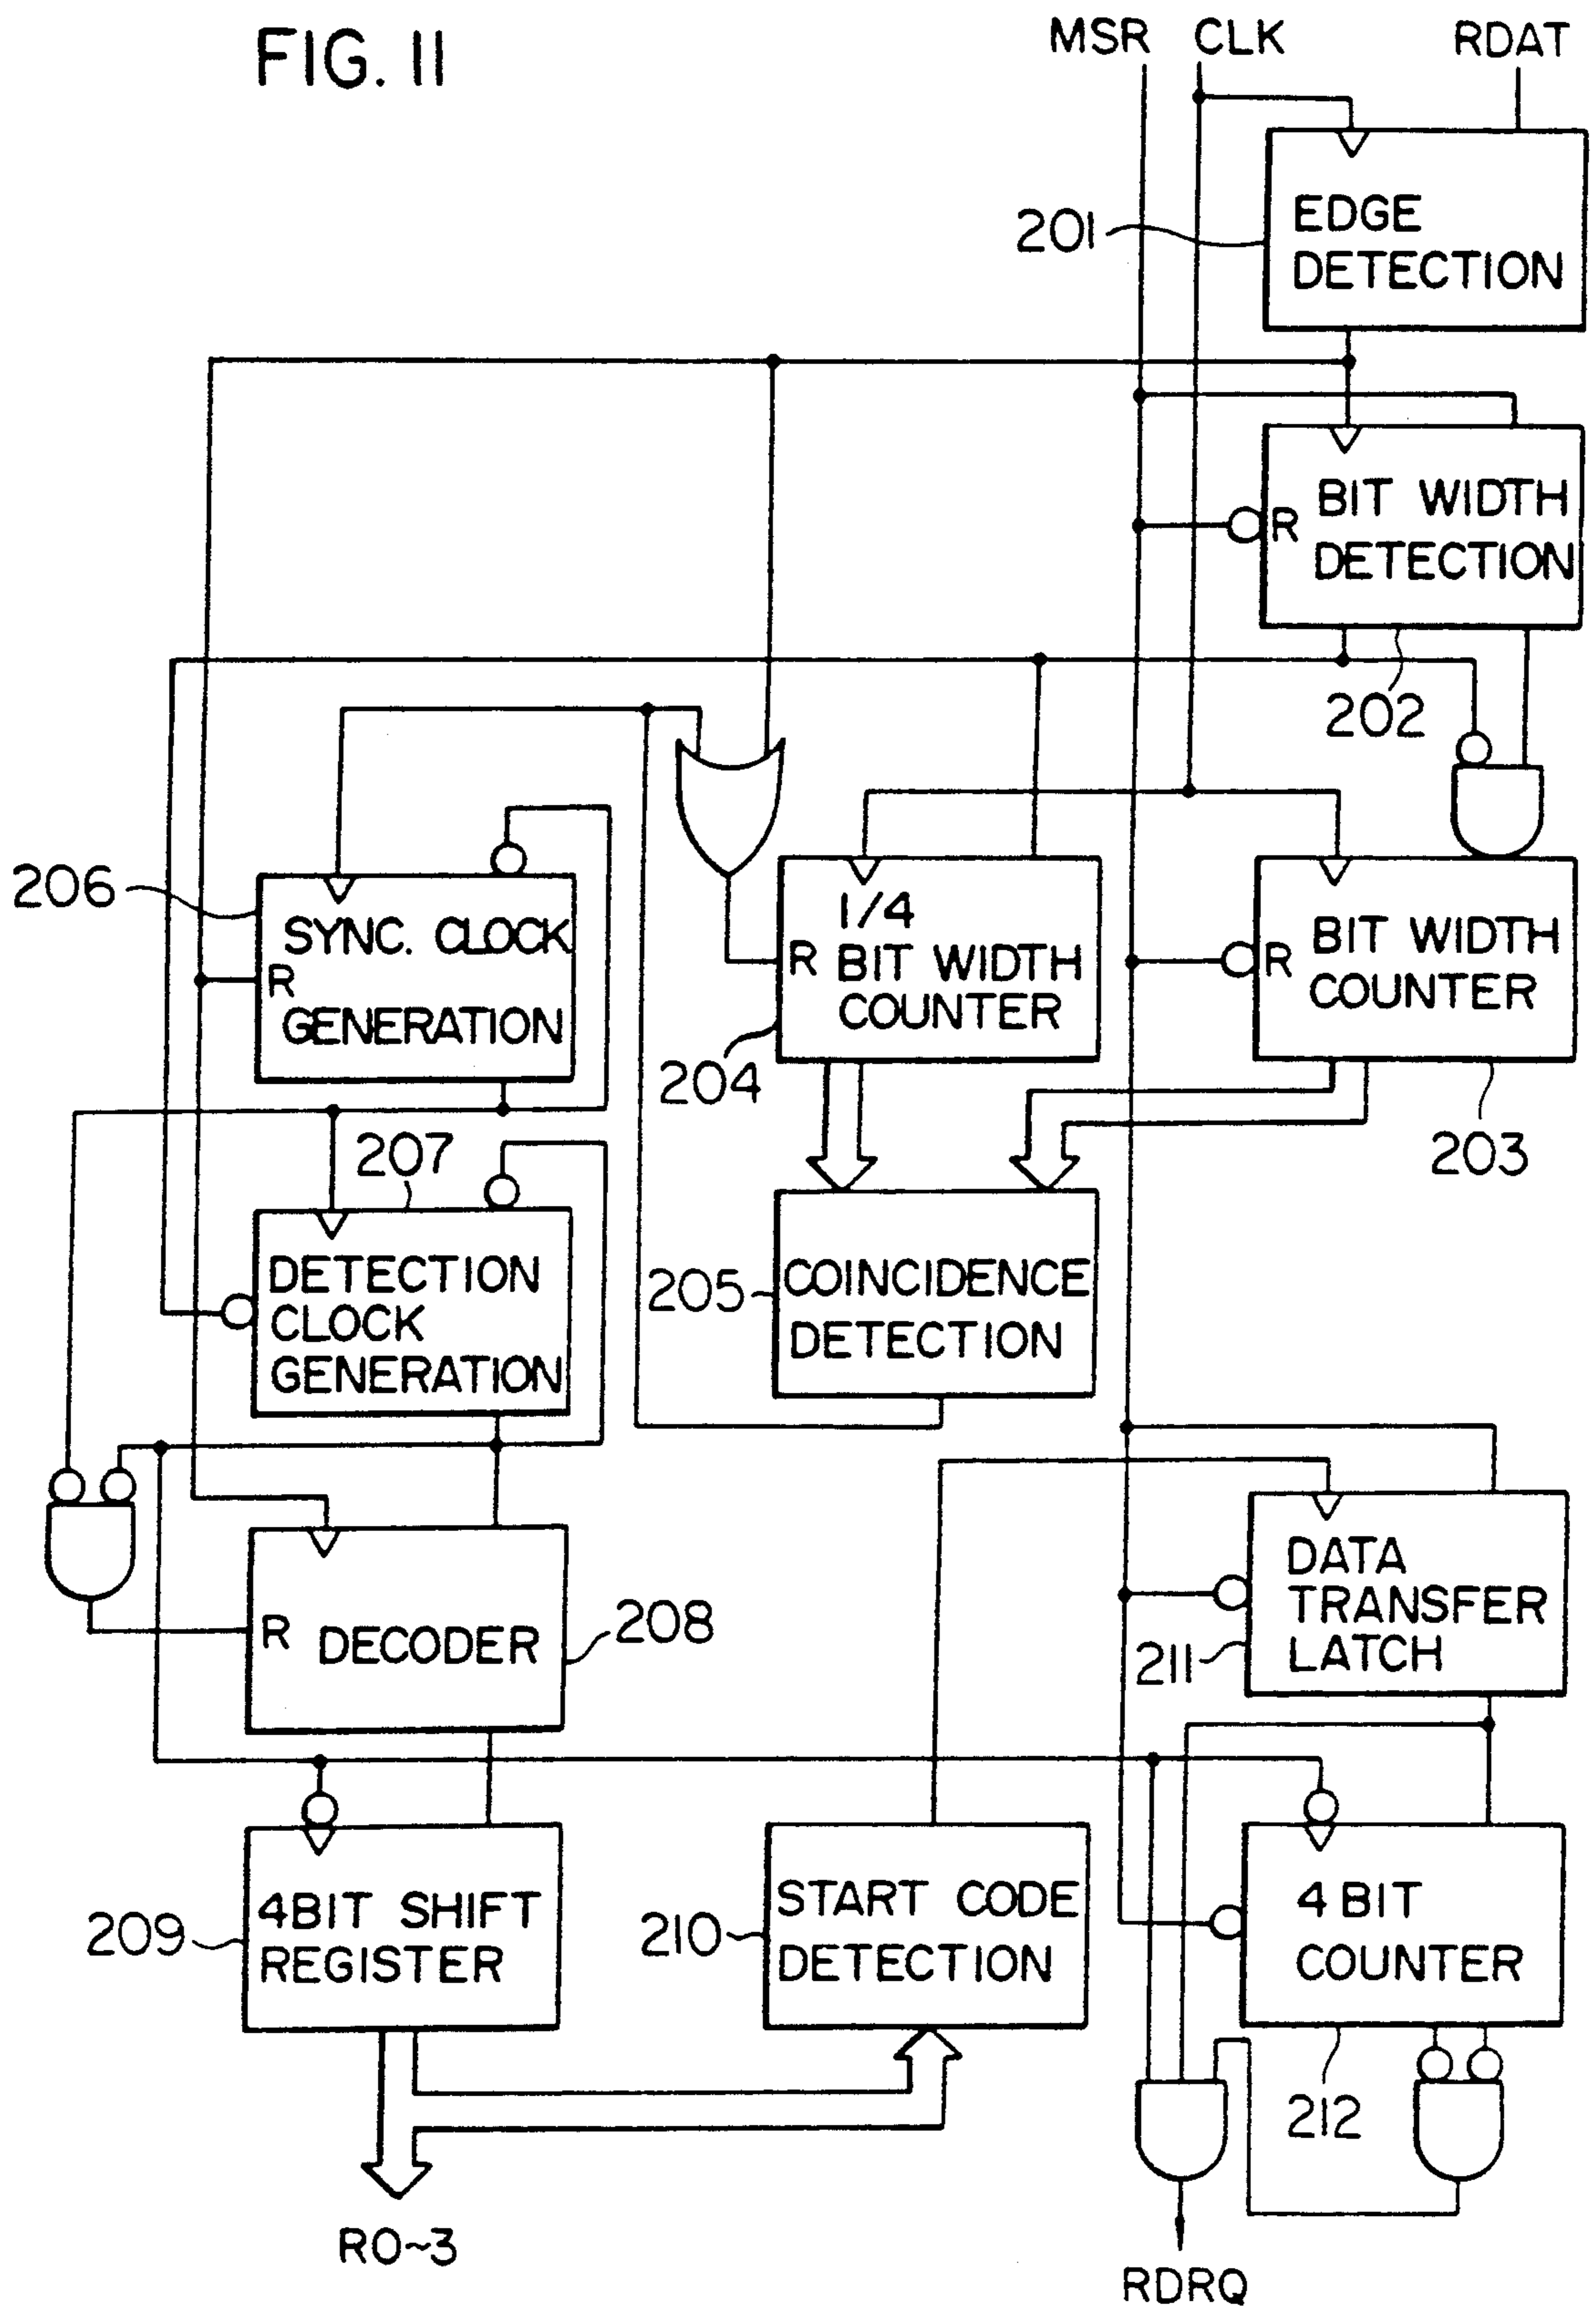 FIG. 11
MSR CLK RDAT
201
EDGE
DETECTION
R BIT WIDTH
DETECTION
202
206
SYNC. CLOCK
R
GENERATION
1/4
R BIT WIDTH
COUNTER
204
R BIT WIDTH
COUNTER
203
207
DETECTION
CLOCK
GENERATION
205
COINCIDENCE
DETECTION
R DECODER
208
DATA
TRANSFER
LATCH
211
209
4BIT SHIFT
REGISTER
210
START CODE
DETECTION
4 BIT
COUNTER
212
R0~3
RDRQ